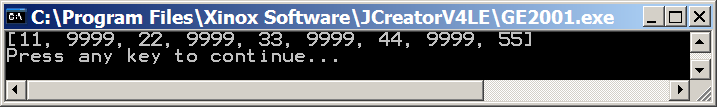 C:\Program Files\Xinox Software\JCreatorV4LE\GE2001.exe
[11, 9999, 22, 9999, 33, 9999, 44, 9999, 55]
Press any key to continue...